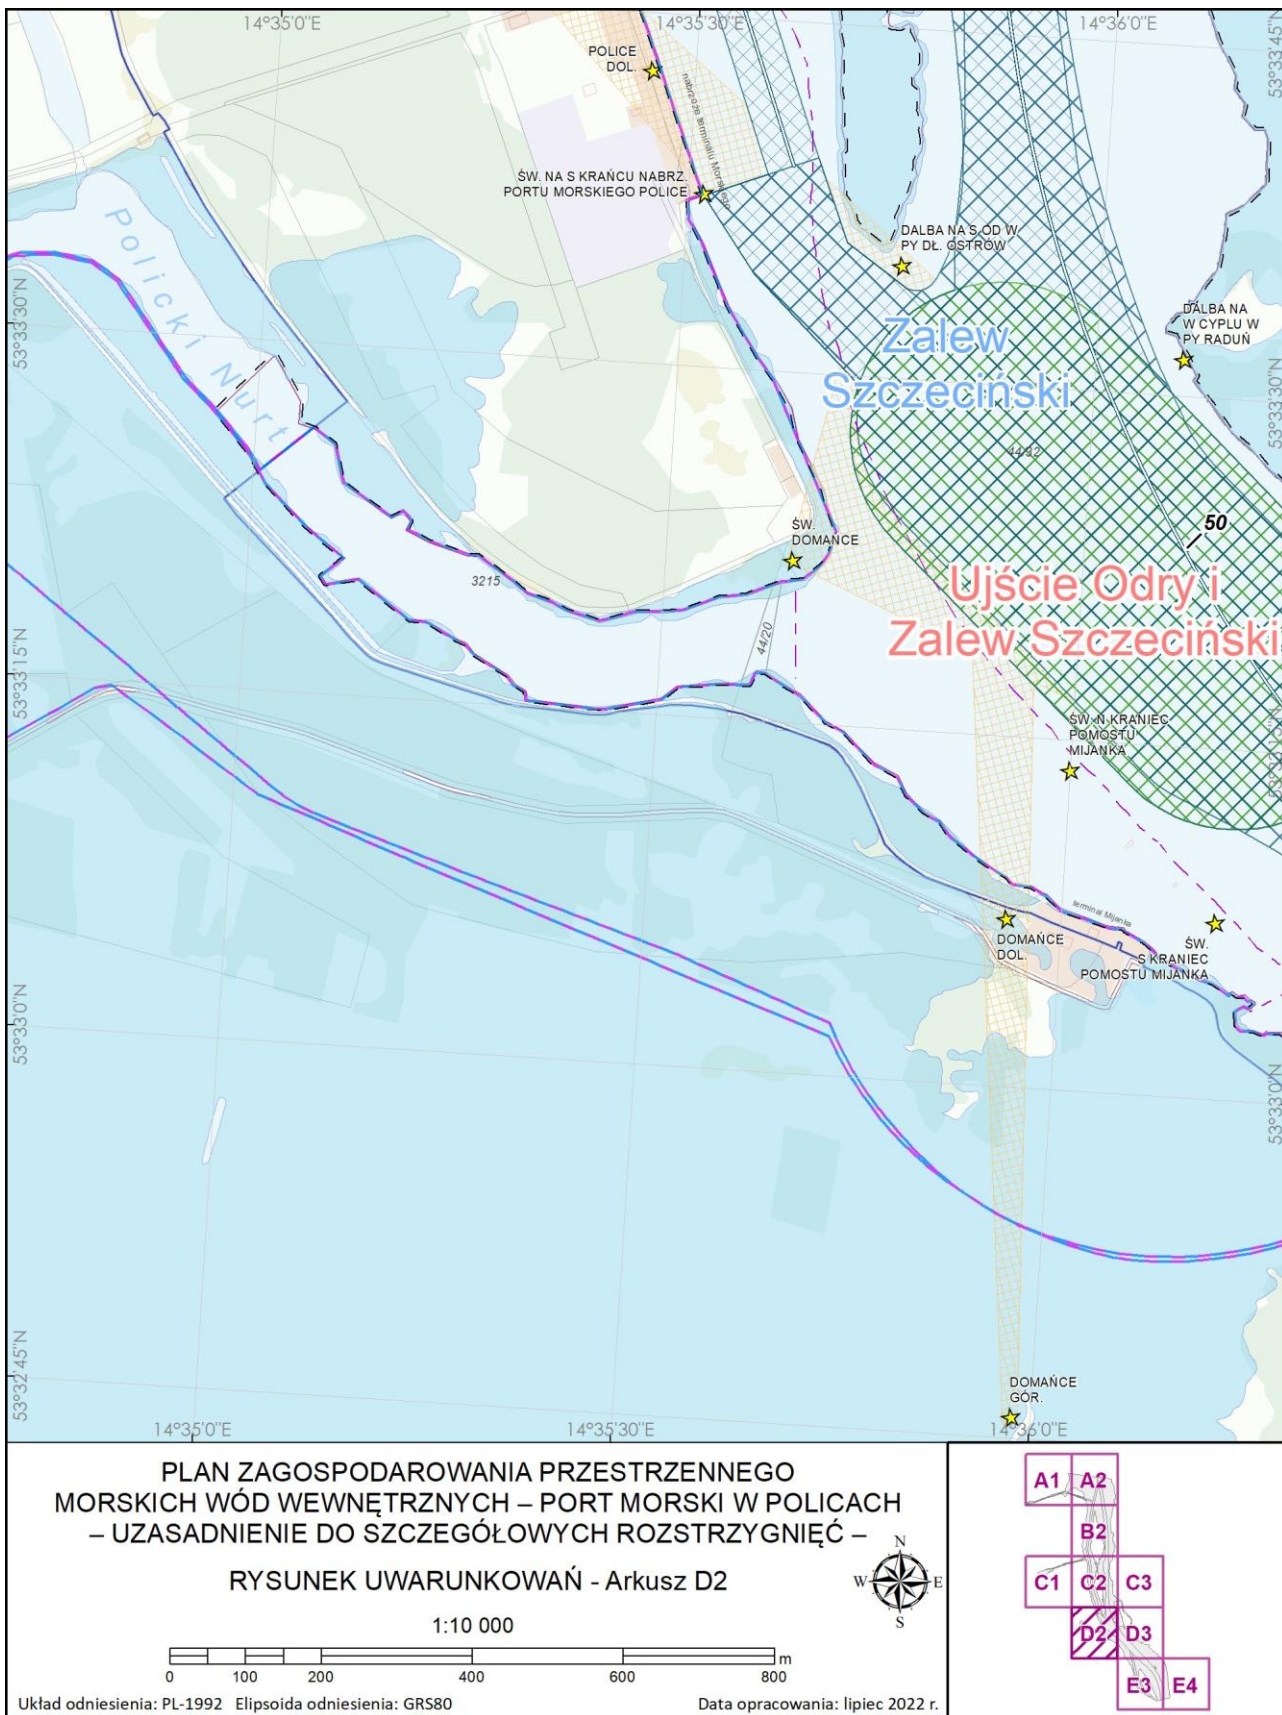 14°35'0"E
14°35'30"E
14°36'0"E
53°33'45"N
POLICE
DOL.
nabrzeże terminalu Morskiego
ŚW. NA S KRAŃCU NABRZ.
PORTU MORSKIEGO POLICE
DALBA NA S OD W.
PY DŁ. OSTRÓW
Policki Nurt
53°33'30"N
Zalew
Szczeciński
DALBA NA
W CYPLU W
PY RADUŃ
53°33'30"N
44/32
50
ŚW.
DOMAŃCE
3215
Ujście Odry i
Zalew Szczeciński
44/20
53°33'15"N
ŚW. N KRANIEC
POMOSTU
MIJANKA
53°33'15"N
terminal Mijanka
DOMAŃCE
DOL.
ŚW.
S KRANIEC
POMOSTU MIJANKA
53°33'0"N
53°33'0"N
53°32'45"N
DOMAŃCE
GÓR.
14°35'0"E
14°35'30"E
14°36'0"E
PLAN ZAGOSPODAROWANIA PRZESTRZENNEGO
MORSKICH WÓD WEWNĘTRZNYCH – PORT MORSKI W POLICACH
– UZASADNIENIE DO SZCZEGÓŁOWYCH ROZSTRZYGNIĘĆ –
RYSUNEK UWARUNKOWAŃ - Arkusz D2
1:10 000
N
W E
S
0 100 200 400 600 800 m
Układ odniesienia: PL-1992 Elipsoida odniesienia: GRS80
Data opracowania: lipiec 2022 r.
A1 A2
B2
C1 C2 C3
D2 D3
E3 E4